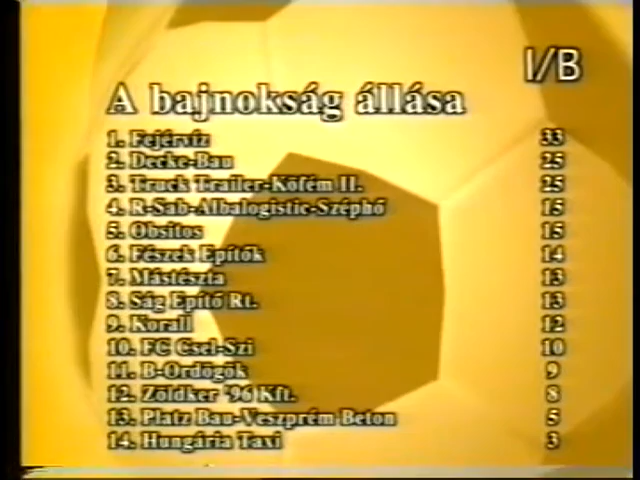 I/B
A bajnokság állása
1. Fejérvíz 33
2. Decke-Bau 25
3. Truck Trailer-Kófém II. 25
4. R-Sab-Albalogistic-Széphő 15
5. Obsitos 15
6. Fészek Építők 14
7. Mástészta 13
8. Ság Építő Rt. 13
9. Korall 12
10. FC Csel-Szi 10
11. B-Ördögök 9
12. Zöldker '96 Kft. 8
13. Platz Bau-Veszprém Beton 5
14. Hungária Taxi 3